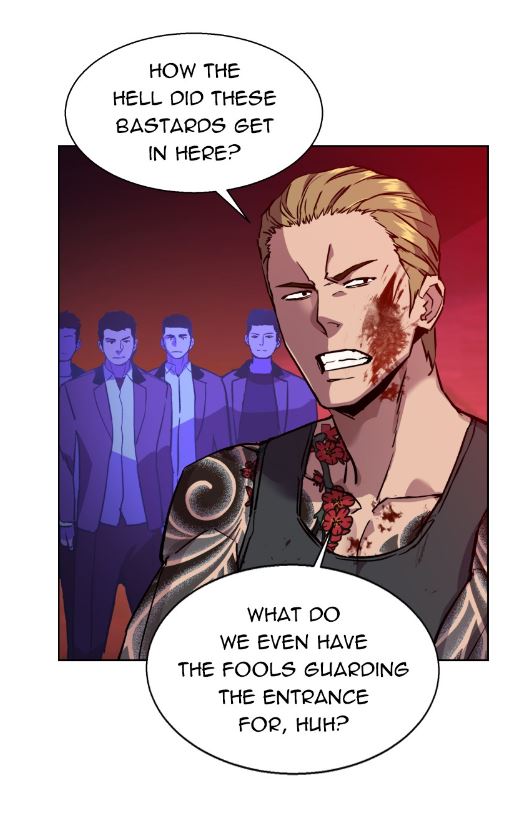 HOW THE
HELL DID THESE
BASTARDS GET
IN HERE?
WHAT DO
WE EVEN HAVE
THE FOOLS GUARDING
THE ENTRANCE
FOR, HUH?